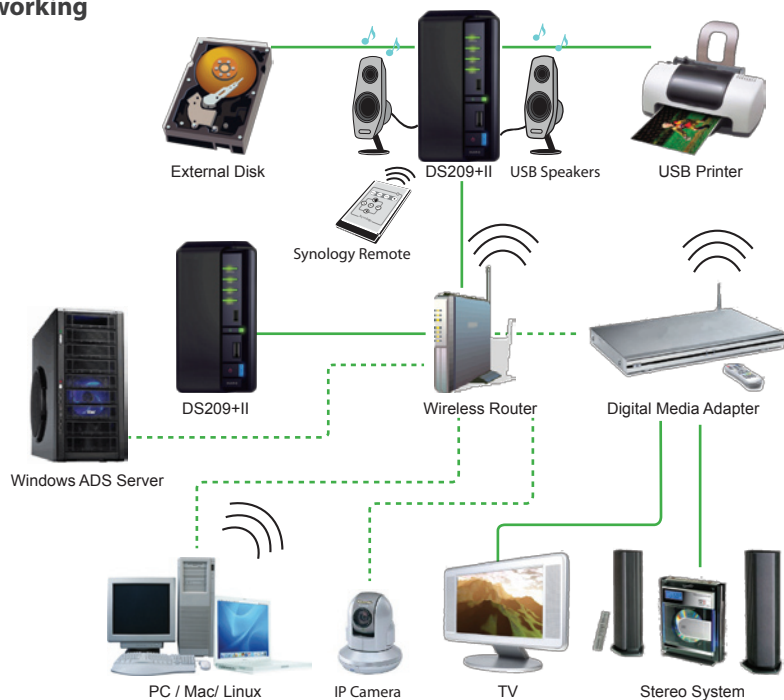 working
External Disk
DS209+II
USB Speakers
USB Printer
Synology Remote
DS209+II
Wireless Router
Digital Media Adapter
Windows ADS Server
PC / Mac/ Linux
IP Camera
TV
Stereo System